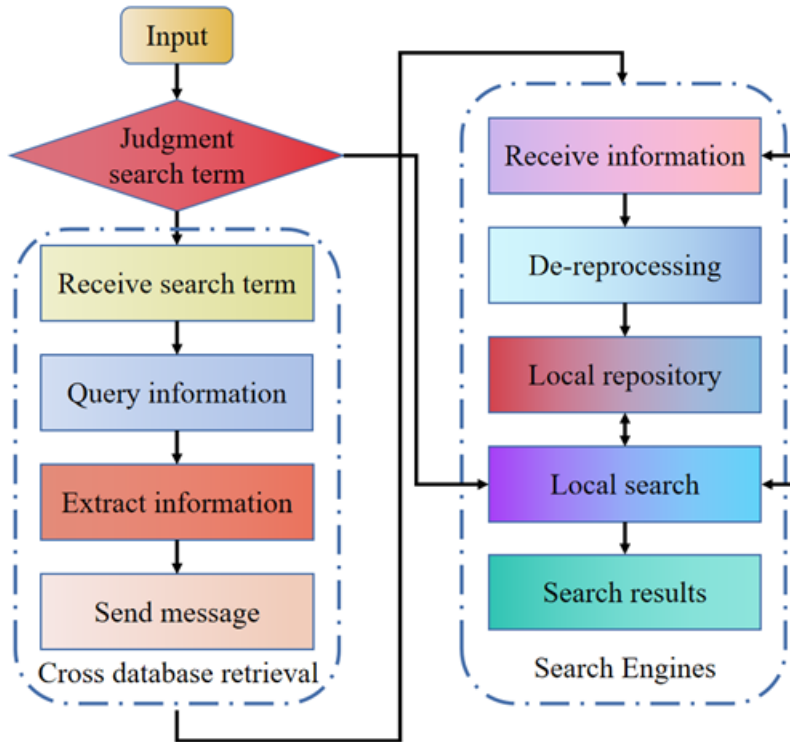 Input
Judgment
search term
Receive search term
Query information
Extract information
Send message
Cross database retrieval
Receive information
De-reprocessing
Local repository
Local search
Search results
Search Engines